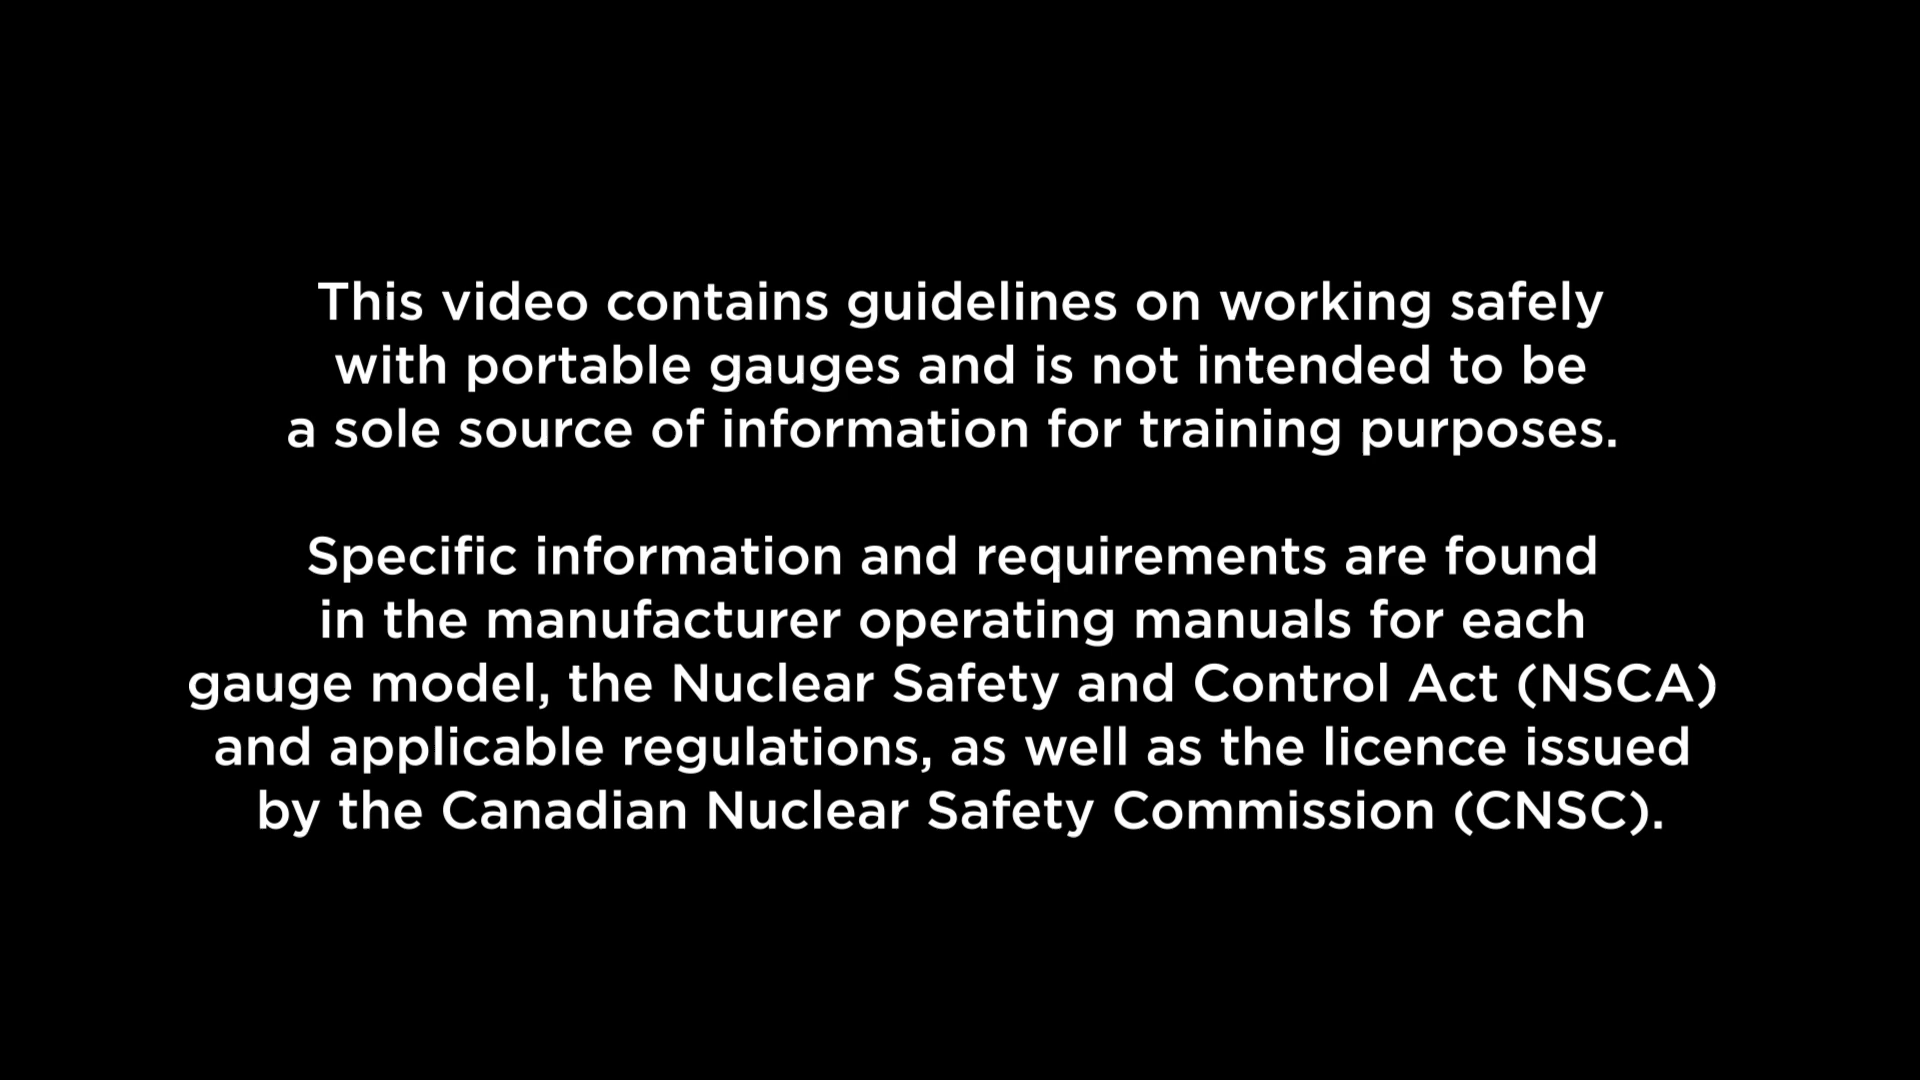 This video contains guidelines on working safely
with portable gauges and is not intended to be
a sole source of information for training purposes.
Specific information and requirements are found
in the manufacturer operating manuals for each
gauge model, the Nuclear Safety and Control Act (NSCA)
and applicable regulations, as well as the licence issued
by the Canadian Nuclear Safety Commission (CNSC).